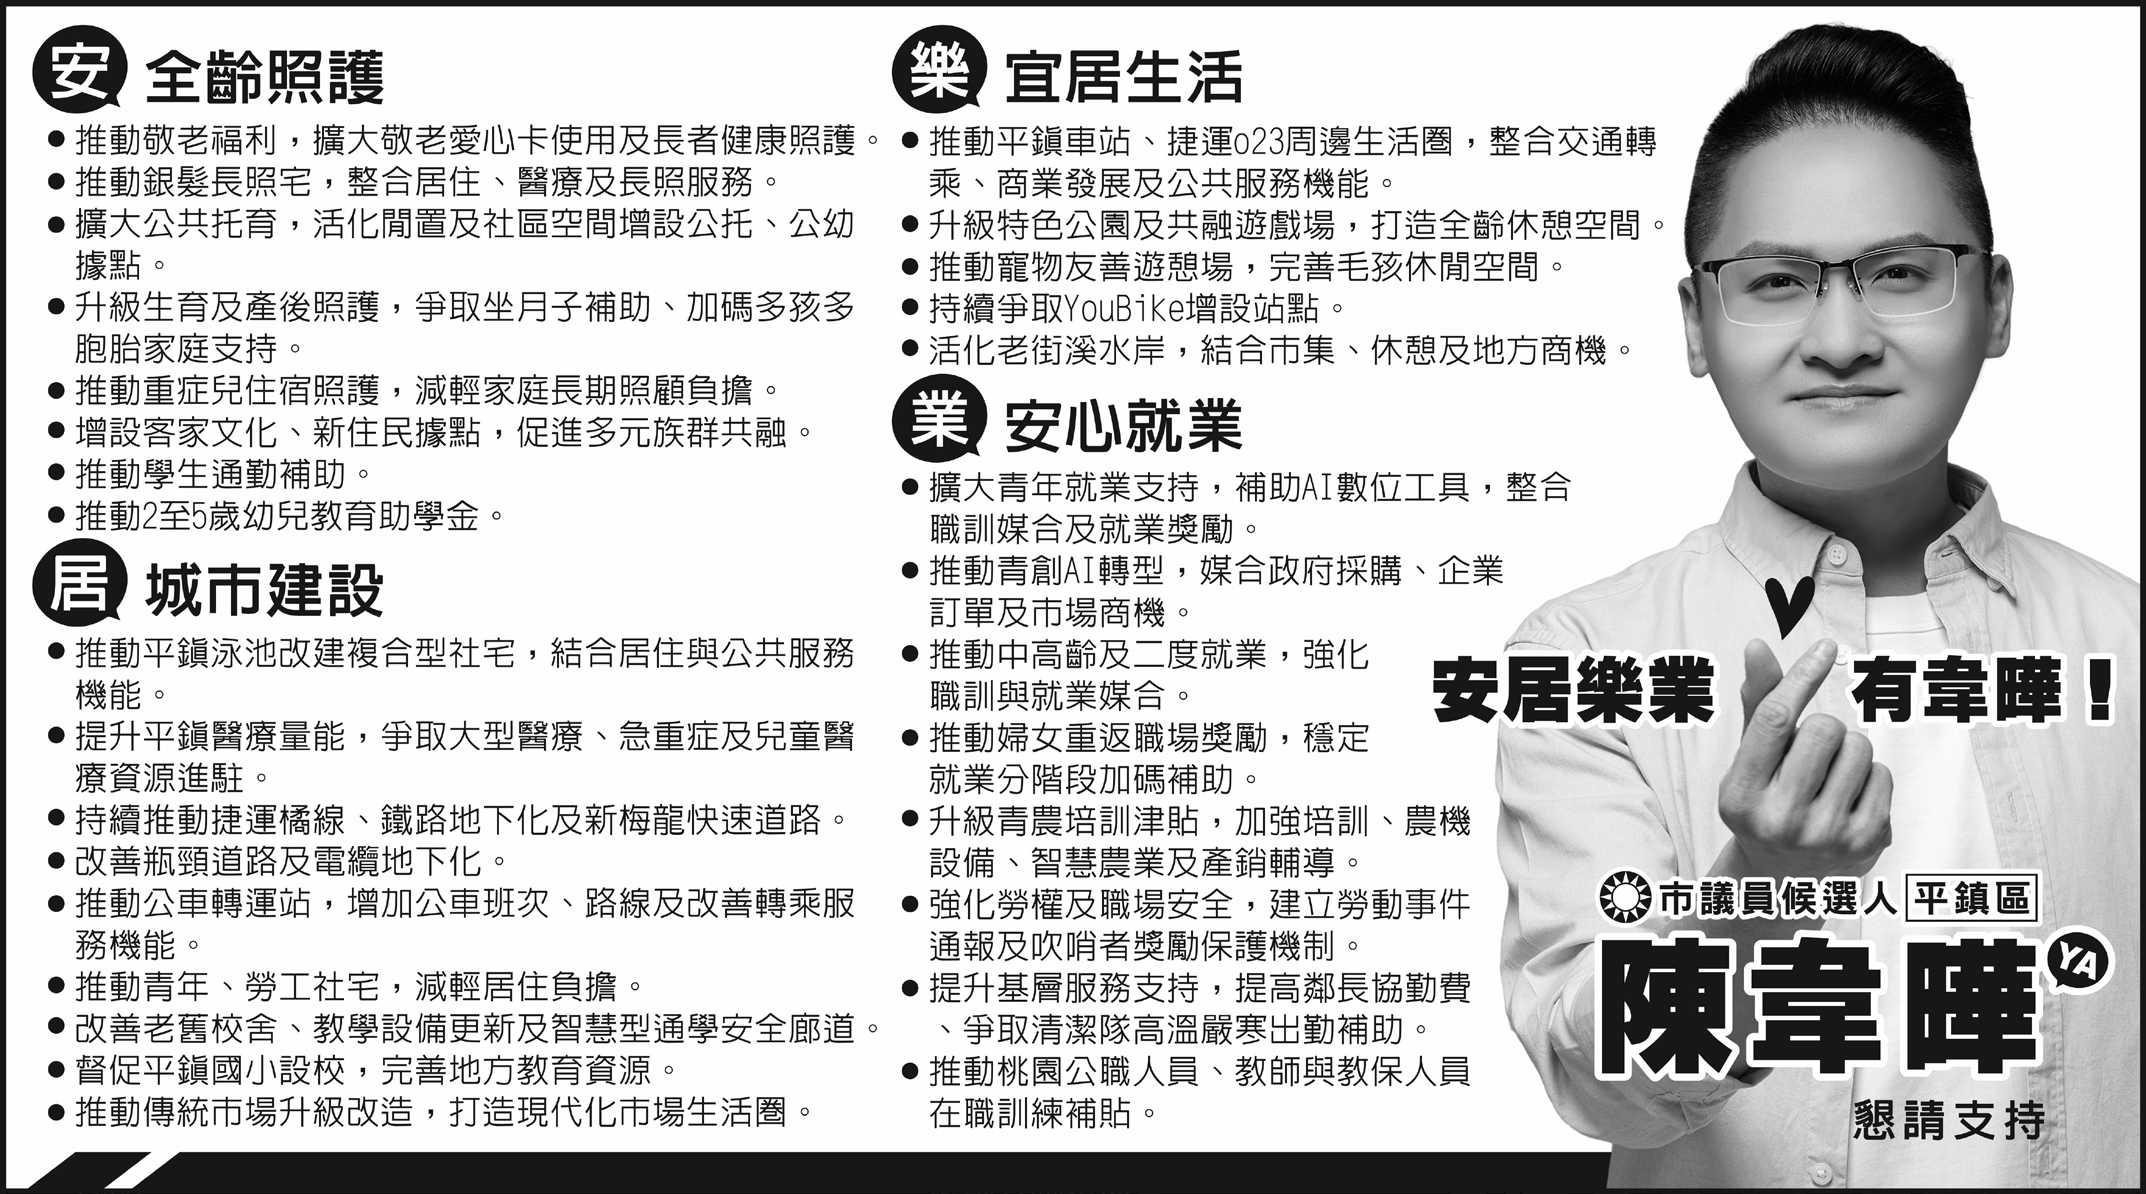 安 全齡照護
●推動敬老福利，擴大敬老愛心卡使用及長者健康照護。
●推動銀髮長照宅，整合居住、醫療及長照服務。
●擴大公共托育，活化閒置及社區空間增設公托、公幼
據點。
●升級生育及產後照護，爭取坐月子補助、加碼多孩多
胞胎家庭支持。
●推動重症兒住宿照護，減輕家庭長期照顧負擔。
●增設客家文化、新住民據點，促進多元族群共融。
●推動學生通勤補助。
●推動2至5歲幼兒教育助學金。
居 城市建設
●推動平鎮泳池改建複合型社宅，結合居住與公共服務
機能。
●提升平鎮醫療量能，爭取大型醫療、急重症及兒童醫
療資源進駐。
●持續推動捷運橘線、鐵路地下化及新梅龍快速道路。
●改善瓶頸道路及電纜地下化。
●推動公車轉運站，增加公車班次、路線及改善轉乘服
務機能。
●推動青年、勞工社宅，減輕居住負擔。
●改善老舊校舍、教學設備更新及智慧型通學安全廊道。
●督促平鎮國小設校，完善地方教育資源。
●推動傳統市場升級改造，打造現代化市場生活圈。
樂 宜居生活
●推動平鎮車站、捷運o23周邊生活圈，整合交通轉
乘、商業發展及公共服務機能。
●升級特色公園及共融遊戲場，打造全齡休憩空間。
●推動寵物友善遊憩場，完善毛孩休閒空間。
●持續爭取YouBike增設站點。
●活化老街溪水岸，結合市集、休憩及地方商機。
業 安心就業
●擴大青年就業支持，補助AI數位工具，整合
職訓媒合及就業獎勵。
●推動青創AI轉型，媒合政府採購、企業
訂單及市場商機。
●推動中高齡及二度就業，強化
職訓與就業媒合。
●推動婦女重返職場獎勵，穩定
就業分階段加碼補助。
●升級青農培訓津貼，加強培訓、農機
設備、智慧農業及產銷輔導。
●強化勞權及職場安全，建立勞動事件
通報及吹哨者獎勵保護機制。
●提升基層服務支持，提高鄰長協勤費
、爭取清潔隊高溫嚴寒出勤補助。
●推動桃園公職人員、教師與教保人員
在職訓練補貼。
安居樂業 有韋曄！
市議員候選人 平鎮區
陳韋曄 YA
懇請支持